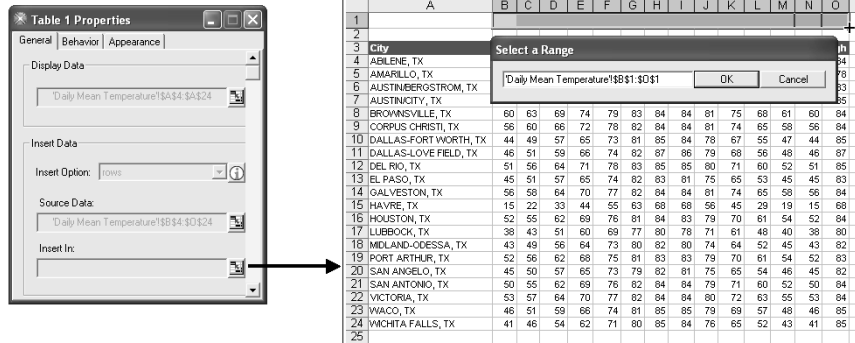 Table 1 Properties
General Behavior Appearance
Display Data
'Daily Mean Temperature'!$A$4:$A$24
Insert Data
Insert Option: rows
Source Data:
'Daily Mean Temperature'!$B$4:$O$24
Insert In:
A B C D E F G H I J K L M N O
1
2
3 City gh
4 ABILENE, TX 84
5 AMARILLO, TX 78
6 AUSTIN/BERGSTROM, TX 83
7 AUSTIN/CITY, TX 85
Select a Range
'Daily Mean Temperature'!$B$1:$O$1 OK Cancel
8 BROWNSVILLE, TX 60 63 69 74 79 83 84 84 81 75 68 61 60 84
9 CORPUS CHRISTI, TX 56 60 66 72 78 82 84 84 81 74 65 58 56 84
10 DALLAS-FORT WORTH, TX 44 49 57 65 73 81 85 84 78 67 55 47 44 85
11 DALLAS-LOVE FIELD, TX 46 51 59 66 74 82 87 86 79 68 56 48 46 87
12 DEL RIO, TX 51 56 64 71 78 83 85 85 80 71 60 52 51 85
13 EL PASO, TX 45 51 57 65 74 82 83 81 75 65 53 45 45 83
14 GALVESTON, TX 56 58 64 70 77 82 84 84 81 74 65 58 56 84
15 HAVRE, TX 15 22 33 44 55 63 68 68 56 45 29 19 15 68
16 HOUSTON, TX 52 55 62 69 76 81 84 83 79 70 61 54 52 84
17 LUBBOCK, TX 38 43 51 60 69 77 80 78 71 61 48 40 38 80
18 MIDLAND-ODESSA, TX 43 49 56 64 73 80 82 80 74 64 52 45 43 82
19 PORT ARTHUR, TX 52 56 62 68 75 81 83 83 79 70 61 54 52 83
20 SAN ANGELO, TX 45 50 57 65 73 79 82 81 75 65 54 46 45 82
21 SAN ANTONIO, TX 50 55 62 69 76 82 84 84 79 71 60 52 50 84
22 VICTORIA, TX 53 57 64 70 77 82 84 84 80 72 63 55 53 84
23 WACO, TX 46 51 59 66 74 81 85 85 79 69 57 48 46 85
24 WICHITA FALLS, TX 41 46 54 62 71 80 85 84 76 65 52 43 41 85
25